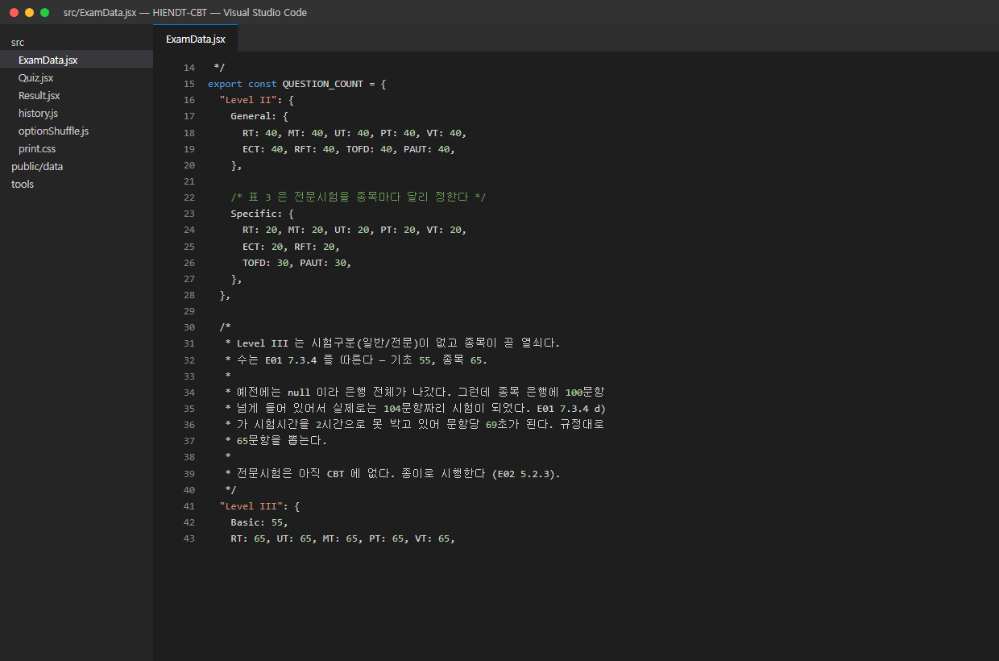 src/ExamData.jsx — HIENDT-CBT — Visual Studio Code
src
ExamData.jsx
Quiz.jsx
Result.jsx
history.js
optionShuffle.js
print.css
public/data
tools
ExamData.jsx
14 */
15 export const QUESTION_COUNT = {
16 "Level II": {
17 General: {
18 RT: 40, MT: 40, UT: 40, PT: 40, VT: 40,
19 ECT: 40, RFT: 40, TOFD: 40, PAUT: 40,
20 },
21
22 /* 표 3 은 전문시험을 종목마다 달리 정한다 */
23 Specific: {
24 RT: 20, MT: 20, UT: 20, PT: 20, VT: 20,
25 ECT: 20, RFT: 20,
26 TOFD: 30, PAUT: 30,
27 },
28 },
29
30 /*
31 * Level III 는 시험구분(일반/전문)이 없고 종목이 곧 열쇠다.
32 * 수는 E01 7.3.4 를 따른다 — 기초 55, 종목 65.
33 *
34 * 예전에는 null 이라 은행 전체가 나갔다. 그런데 종목 은행에 100문항
35 * 넘게 들어 있어서 실제로는 104문항짜리 시험이 되었다. E01 7.3.4 d)
36 * 가 시험시간을 2시간으로 못 박고 있어 문항당 69초가 된다. 규정대로
37 * 65문항을 뽑는다.
38 *
39 * 전문시험은 아직 CBT 에 없다. 종이로 시행한다 (E02 5.2.3).
40 */
41 "Level III": {
42 Basic: 55,
43 RT: 65, UT: 65, MT: 65, PT: 65, VT: 65,